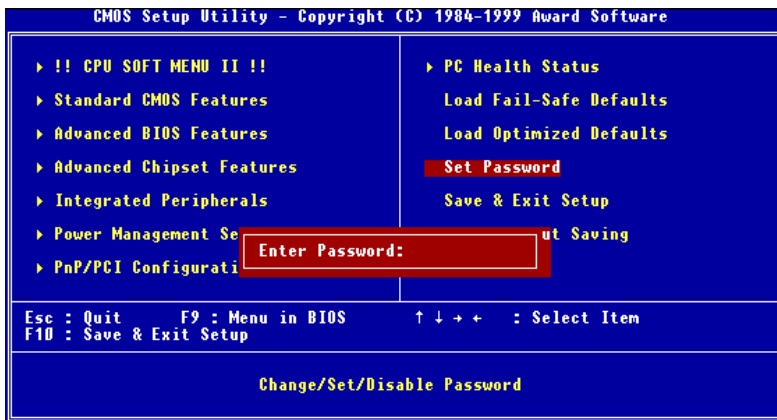 CMOS Setup Utility - Copyright (C) 1984-1999 Award Software
!! CPU SOFT MENU II !!
Standard CMOS Features
Advanced BIOS Features
Advanced Chipset Features
Integrated Peripherals
Power Management Se
PnP/PCI Configurati
PC Health Status
Load Fail-Safe Defaults
Load Optimized Defaults
Set Password
Save & Exit Setup
ut Saving
Enter Password:
Esc : Quit F9 : Menu in BIOS ↑ ↓ → ← : Select Item
F10 : Save & Exit Setup
Change/Set/Disable Password